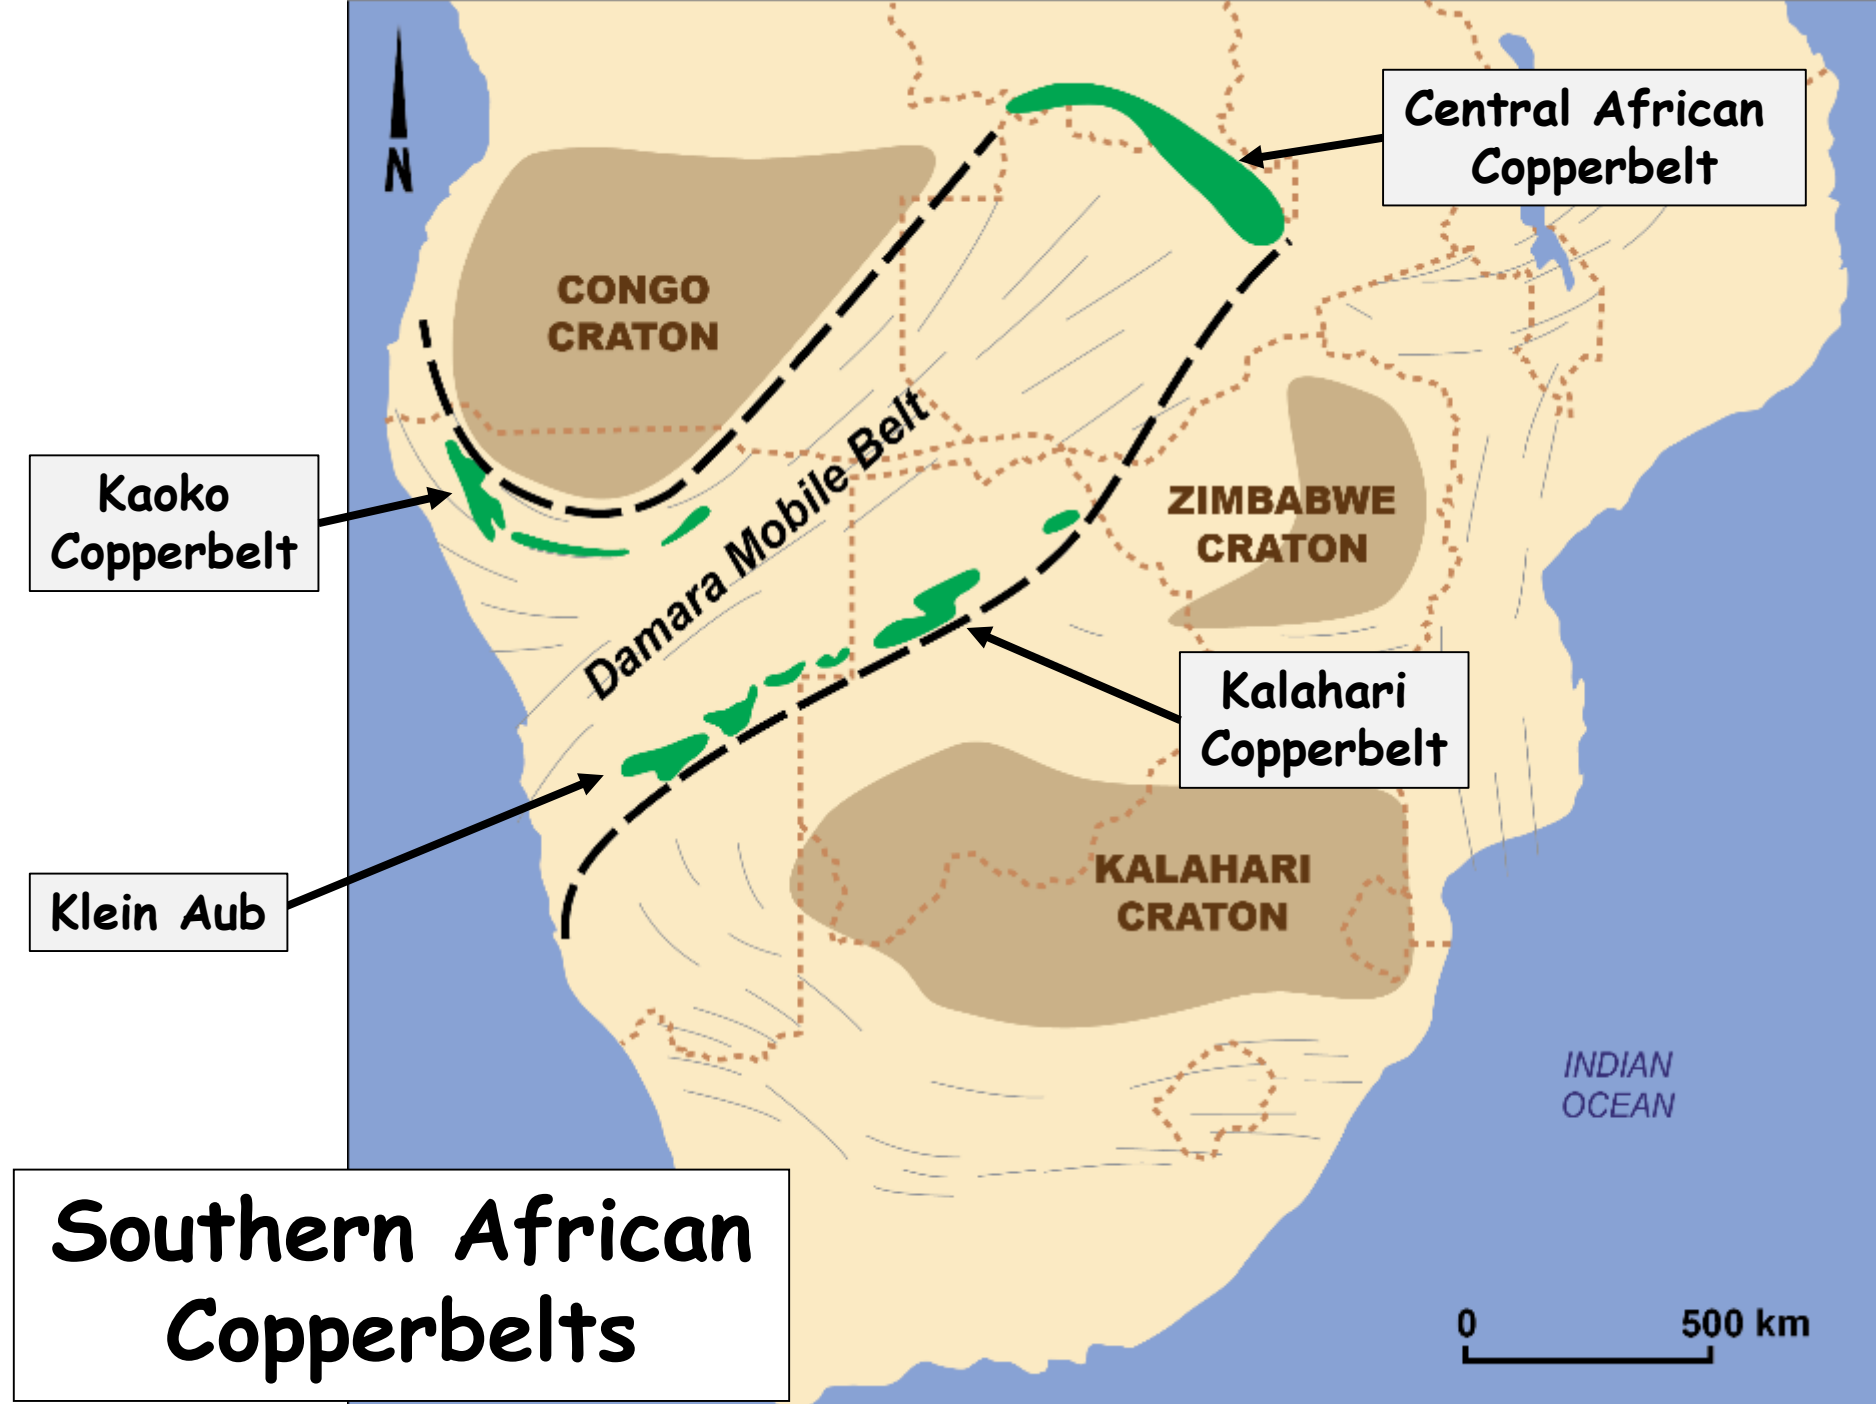 N
Central African
Copperbelt
CONGO
CRATON
Damara Mobile Belt
Kaoko
Copperbelt
ZIMBABWE
CRATON
Kalahari
Copperbelt
Klein Aub
KALAHARI
CRATON
INDIAN
OCEAN
Southern African
Copperbelts
0 500 km